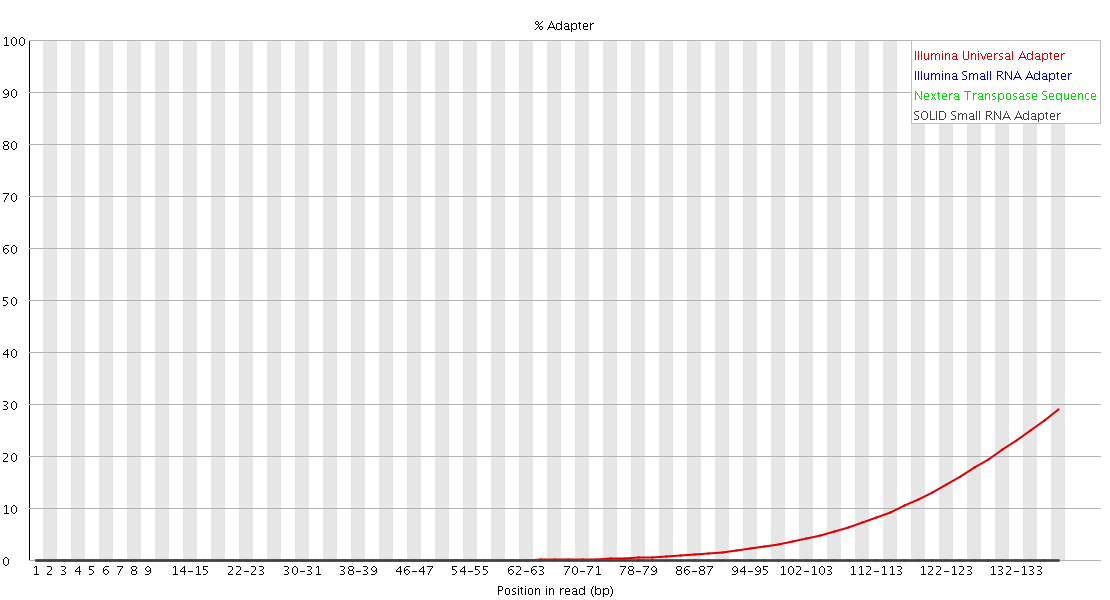 % Adapter
100
90
80
70
60
50
40
30
20
10
0
Illumina Universal Adapter
Illumina Small RNA Adapter
Nextera Transposase Sequence
SOLID Small RNA Adapter
1 2 3 4 5 6 7 8 9 14-15 22-23 30-31 38-39 46-47 54-55 62-63 70-71 78-79 86-87 94-95 102-103 112-113 122-123 132-133
Position in read (bp)